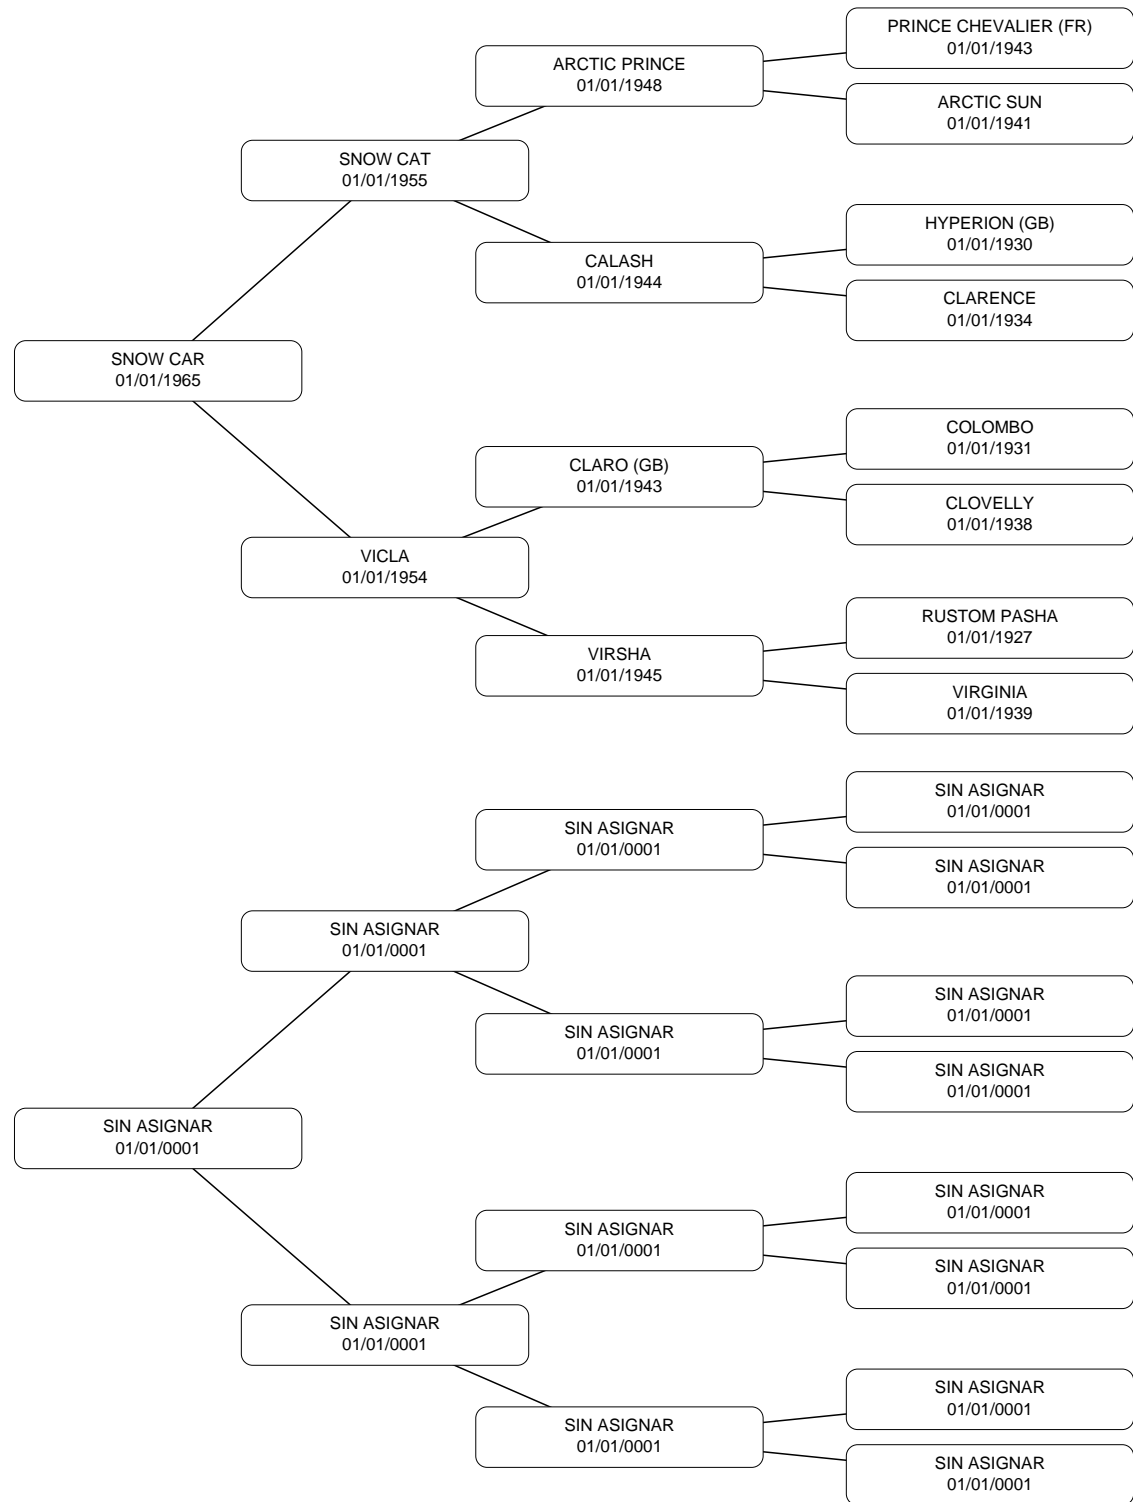 PRINCE CHEVALIER (FR)
01/01/1943
ARCTIC PRINCE
01/01/1948
ARCTIC SUN
01/01/1941
SNOW CAT
01/01/1955
HYPERION (GB)
01/01/1930
CALASH
01/01/1944
CLARENCE
01/01/1934
SNOW CAR
01/01/1965
COLOMBO
01/01/1931
CLARO (GB)
01/01/1943
CLOVELLY
01/01/1938
VICLA
01/01/1954
RUSTOM PASHA
01/01/1927
VIRSHA
01/01/1945
VIRGINIA
01/01/1939
SIN ASIGNAR
01/01/0001
SIN ASIGNAR
01/01/0001
SIN ASIGNAR
01/01/0001
SIN ASIGNAR
01/01/0001
SIN ASIGNAR
01/01/0001
SIN ASIGNAR
01/01/0001
SIN ASIGNAR
01/01/0001
SIN ASIGNAR
01/01/0001
SIN ASIGNAR
01/01/0001
SIN ASIGNAR
01/01/0001
SIN ASIGNAR
01/01/0001
SIN ASIGNAR
01/01/0001
SIN ASIGNAR
01/01/0001
SIN ASIGNAR
01/01/0001
SIN ASIGNAR
01/01/0001